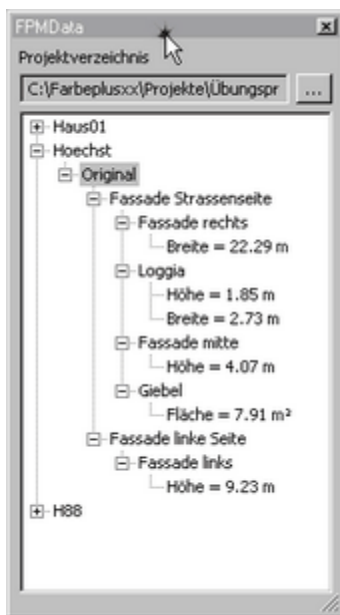 FPMData
Projektverzeichnis
C:\Farbeplusxx\Projekte\Übungspr ...
Haus01
Hoechst
Original
Fassade Strassenseite
Fassade rechts
Breite = 22.29 m
Loggia
Höhe = 1.85 m
Breite = 2.73 m
Fassade mitte
Höhe = 4.07 m
Giebel
Fläche = 7.91 m²
Fassade linke Seite
Fassade links
Höhe = 9.23 m
H88